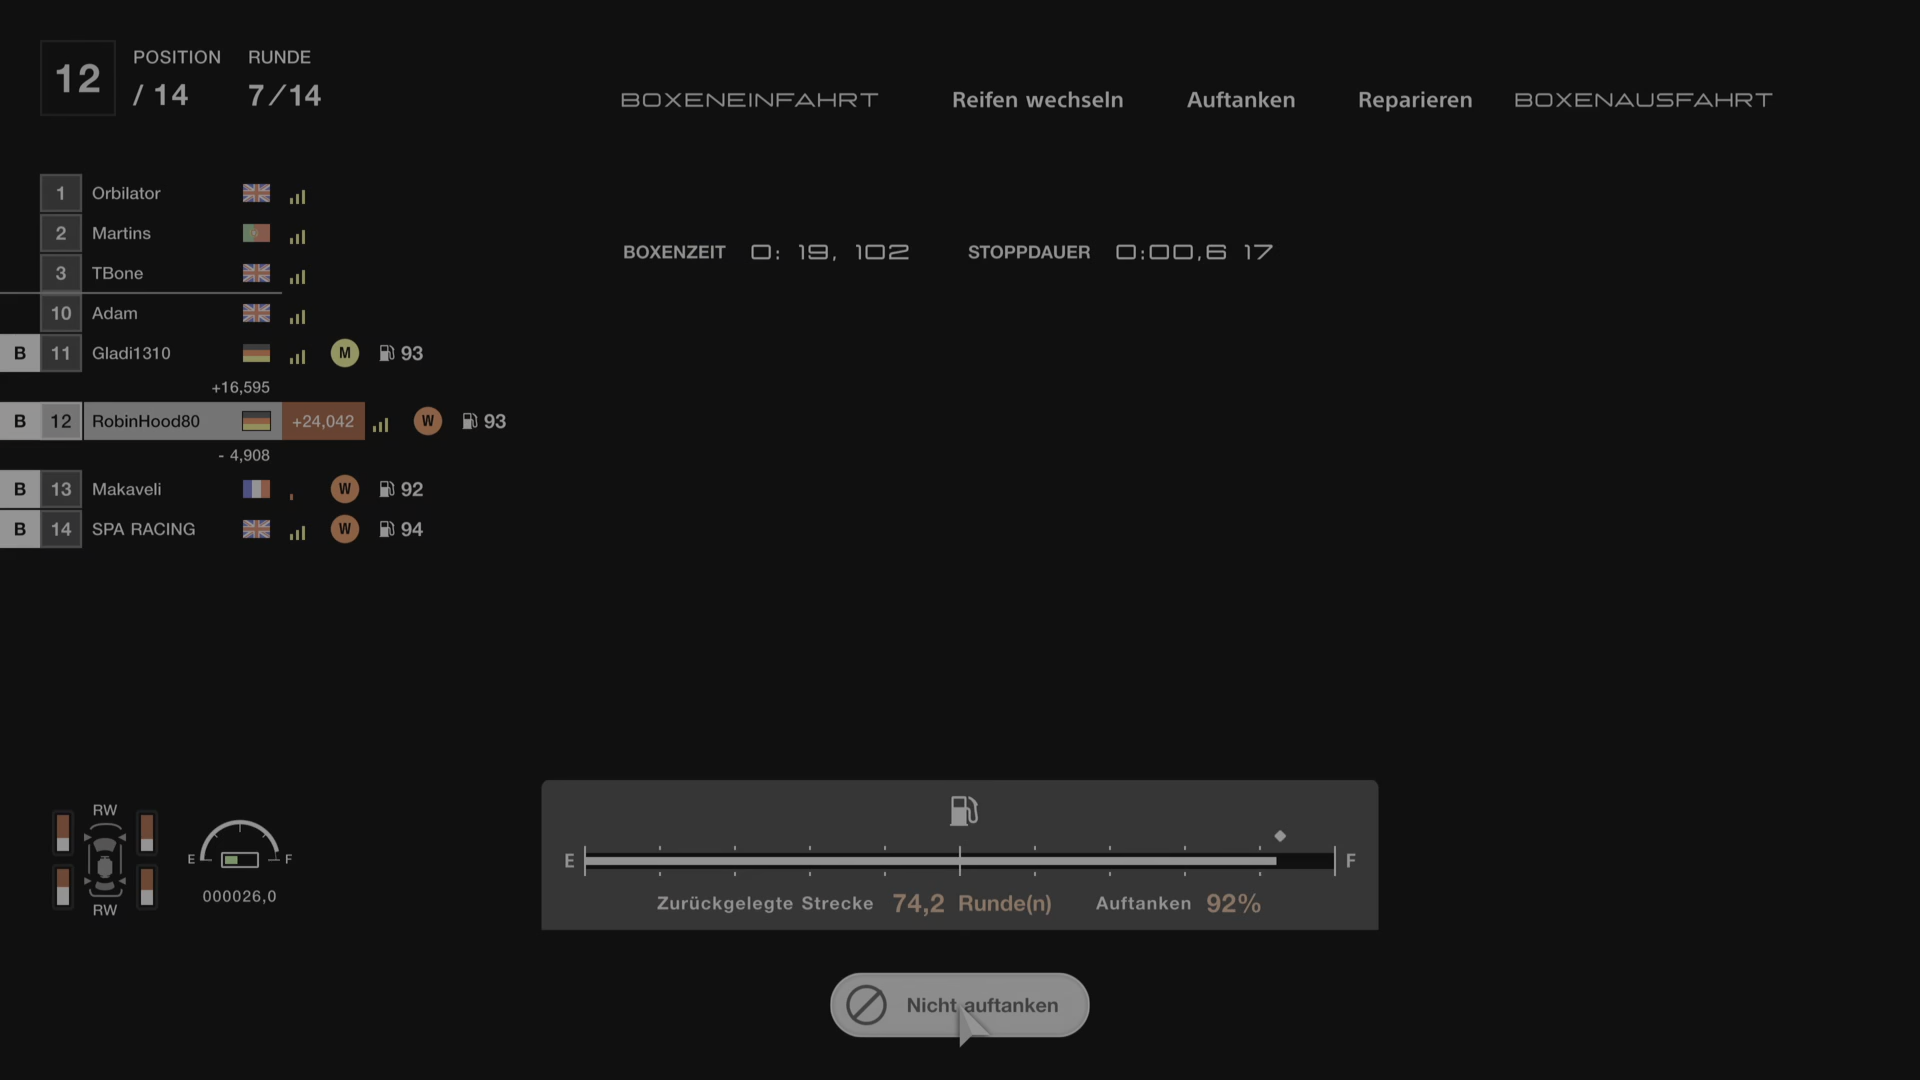 12 POSITION / 14 RUNDE 7/14
BOXENEINFAHRT Reifen wechseln Auftanken Reparieren BOXENAUSFAHRT
1 Orbilator
2 Martins
3 TBone
10 Adam
B 11 Gladi1310 M 93
+16,595
B 12 RobinHood80 +24,042 W 93
- 4,908
B 13 Makaveli W 92
B 14 SPA RACING W 94
BOXENZEIT 0: 19, 102 STOPPDAUER 0:00,6 17
RW
RW
E F
000026,0
E F
Zurückgelegte Strecke 74,2 Runde(n) Auftanken 92%
Nicht auftanken